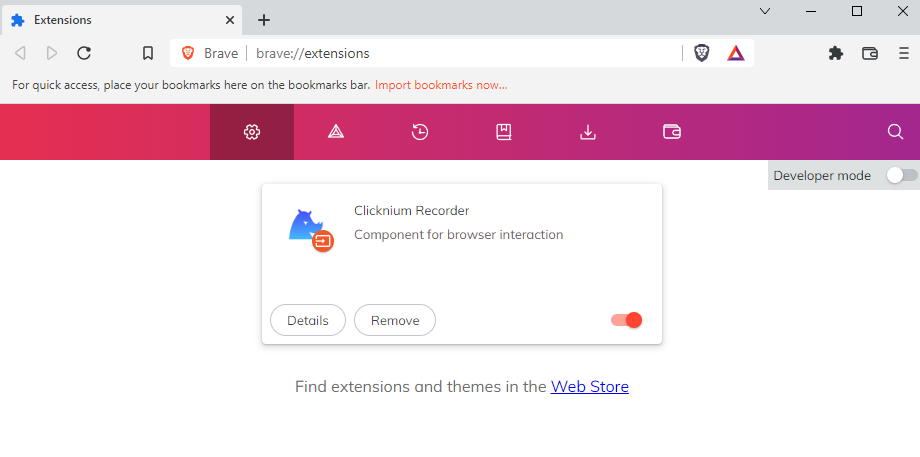 Extensions
Brave brave://extensions
For quick access, place your bookmarks here on the bookmarks bar. Import bookmarks now...
Developer mode
Clicknium Recorder
Component for browser interaction
Details Remove
Find extensions and themes in the Web Store